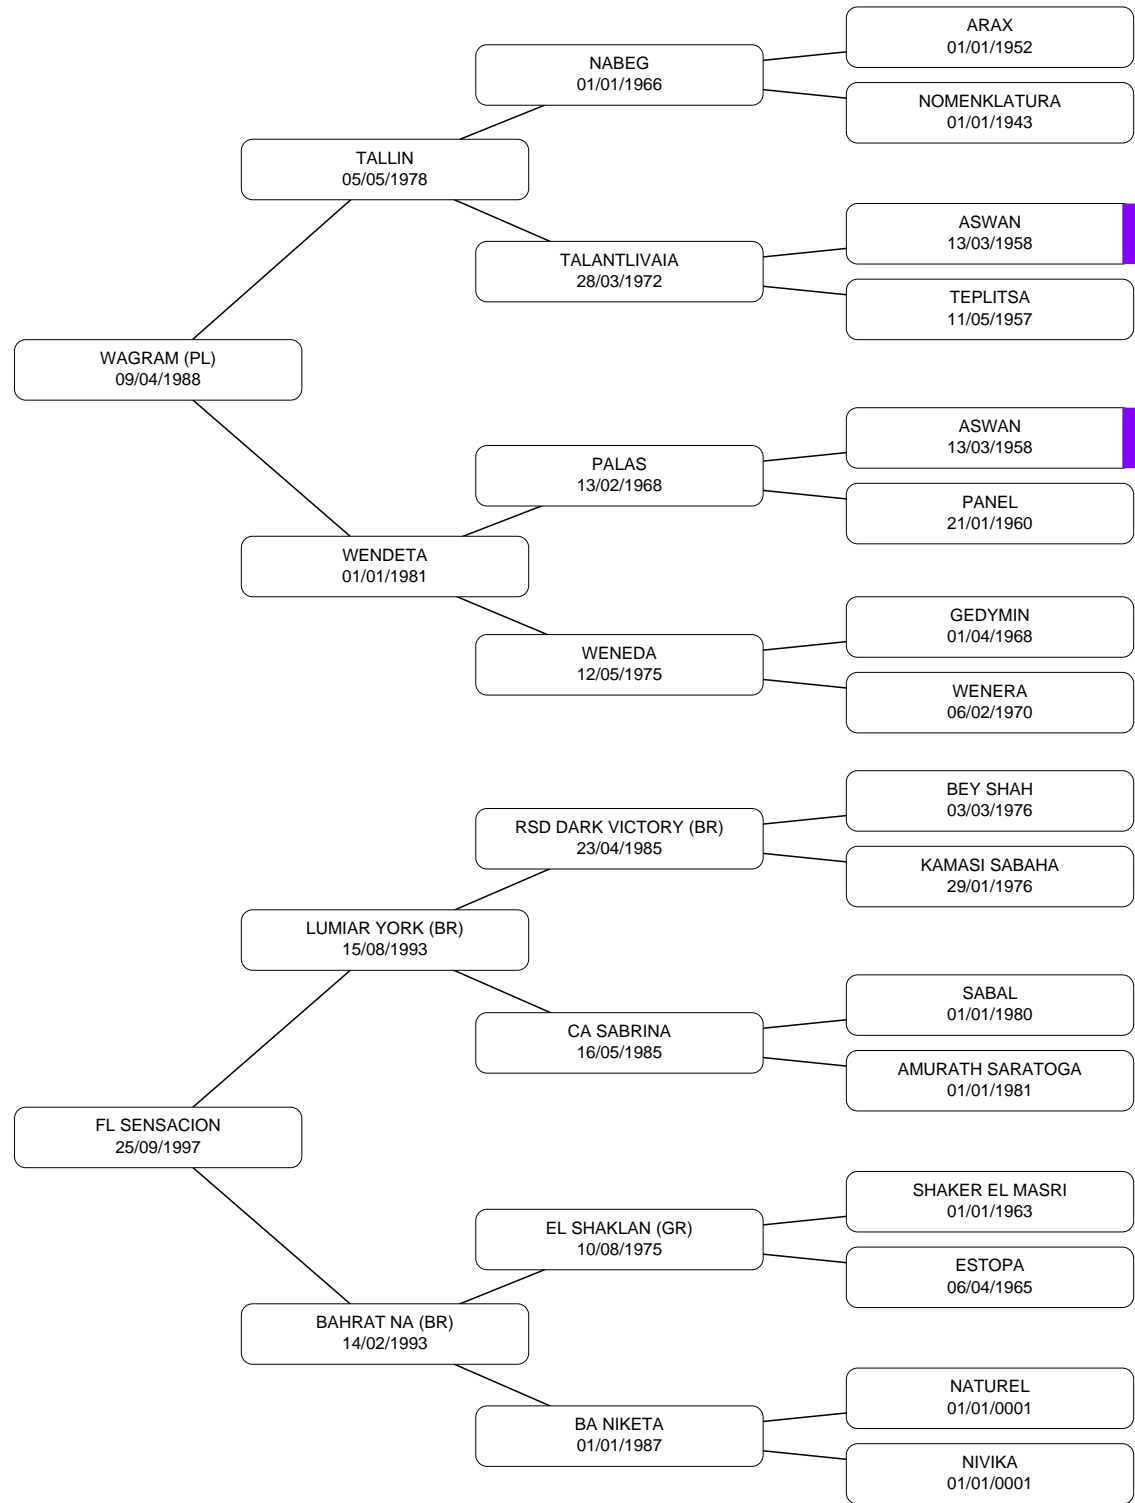 ARAX
01/01/1952
NABEG
01/01/1966
NOMENKLATURA
01/01/1943
TALLIN
05/05/1978
ASWAN
13/03/1958
TALANTLIVAIA
28/03/1972
TEPLITSA
11/05/1957
WAGRAM (PL)
09/04/1988
ASWAN
13/03/1958
PALAS
13/02/1968
PANEL
21/01/1960
WENDETA
01/01/1981
GEDYMIN
01/04/1968
WENEDA
12/05/1975
WENERA
06/02/1970
BEY SHAH
03/03/1976
RSD DARK VICTORY (BR)
23/04/1985
KAMASI SABAHA
29/01/1976
LUMIAR YORK (BR)
15/08/1993
SABAL
01/01/1980
CA SABRINA
16/05/1985
AMURATH SARATOGA
01/01/1981
FL SENSACION
25/09/1997
SHAKER EL MASRI
01/01/1963
EL SHAKLAN (GR)
10/08/1975
ESTOPA
06/04/1965
BAHRAT NA (BR)
14/02/1993
NATUREL
01/01/0001
BA NIKETA
01/01/1987
NIVIKA
01/01/0001